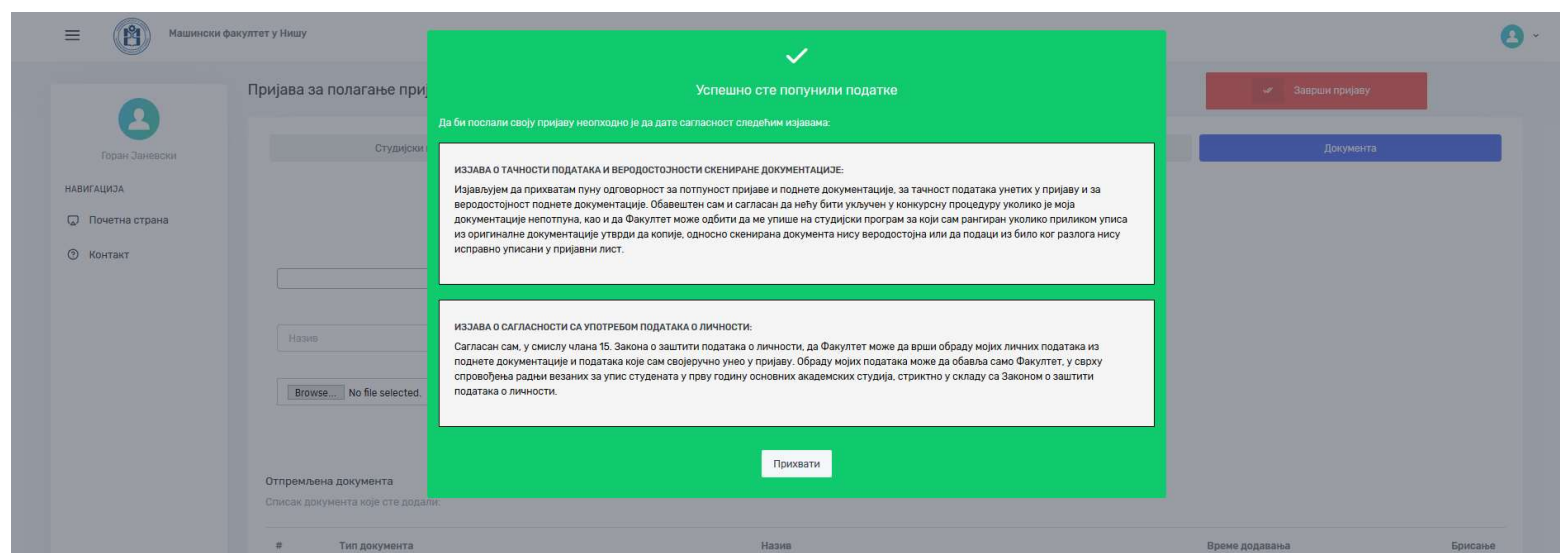 Машински факултет у Нишу
Пријава за полагање
Заврши пријаву
Горан Заневски
НАВИГАЦИЈА
Почетна страна
Контакт
Студијски
Документа
Назив
Browse... No file selected.
Отпремљена документа
Списак документа које сте додали:
# Тип документа Назив Време додавања Брисање
Успешно сте попунили податке
Да би послали своју пријаву неопходно је да дате сагласност следећим изјавама:
ИЗЈАВА О ТАЧНОСТИ ПОДАТАКА И ВЕРОДОСТОЈНОСТИ СКЕНИРАНЕ ДОКУМЕНТАЦИЈЕ:
Изјављујем да прихватам пуну одговорност за потпуност пријаве и поднете документације, за тачност података унетих у пријаву и за
веродостојност поднете документације. Обавештен сам и сагласан да нећу бити укључен у конкурсну процедуру уколико је моја
документације непотпуна, као и да Факултет може одбити да ме упише на студијски програм за који сам рангиран уколико приликом уписа
из оригиналне документације утврди да копије, односно скенирана документа нису веродостојна или да подаци из било ког разлога нису
исправно уписани у пријавни лист.
ИЗЈАВА О САГЛАСНОСТИ СА УПОТРЕБОМ ПОДАТАКА О ЛИЧНОСТИ:
Сагласан сам, у смислу члана 15. Закона о заштити података о личности, да Факултет може да врши обраду мојих личних података из
поднете документације и података које сам својеручно унео у пријаву. Обраду мојих података може да обавља само Факултет, у сврху
спровођења радњи везаних за упис студената у прву годину основних академских студија, стриктно у складу са Законом о заштити
података о личности.
Прихвати